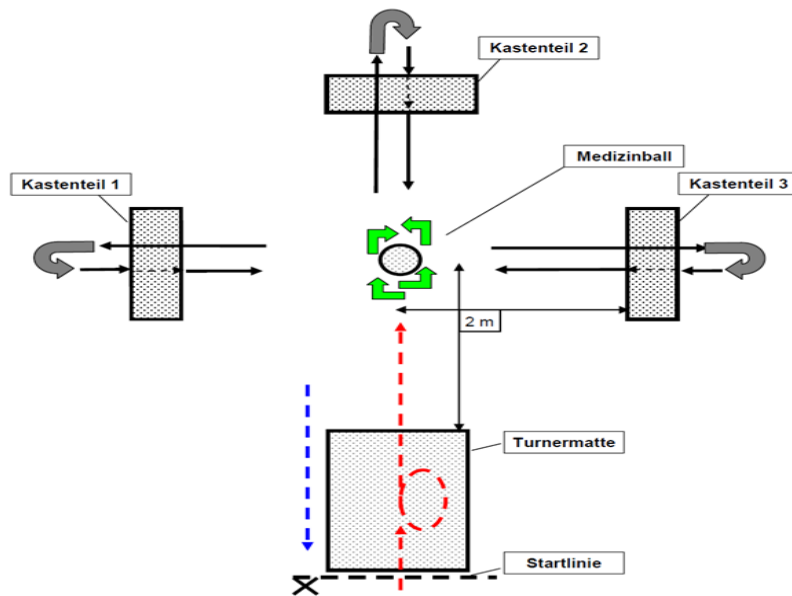 Kastenteil 2
Medizinball
Kastenteil 1
Kastenteil 3
2 m
Turnermatte
Startlinie